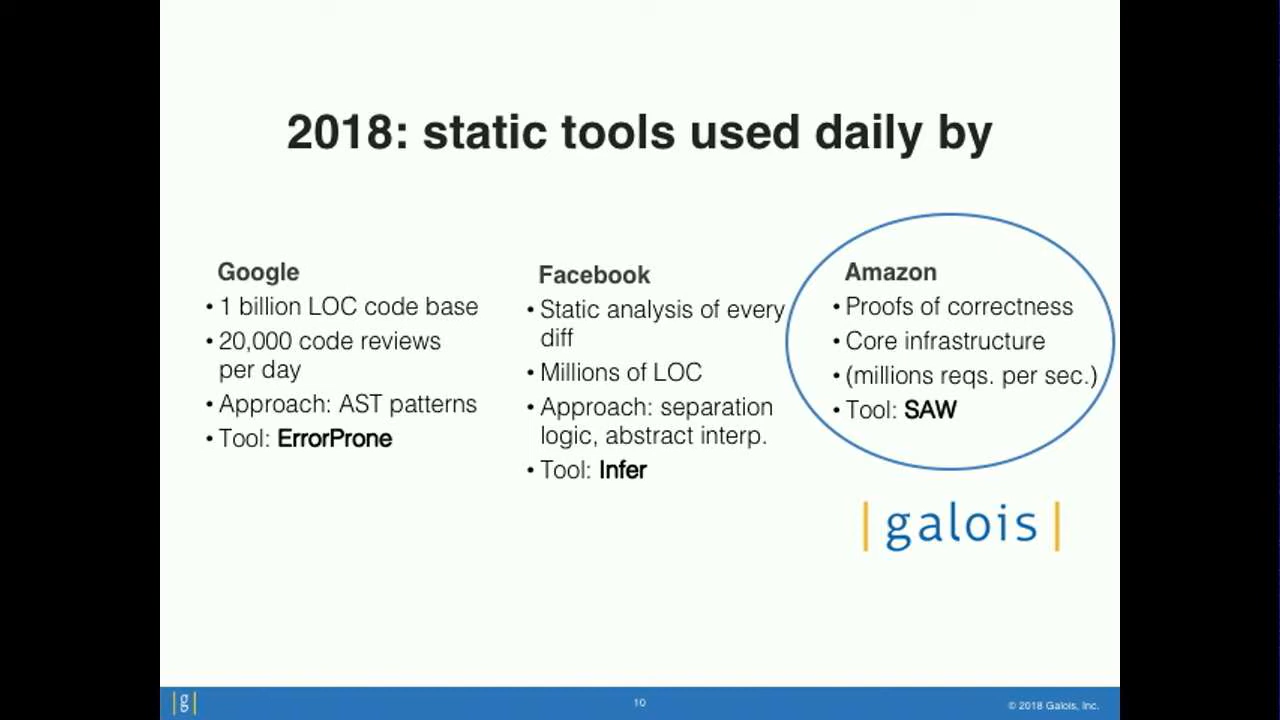 2018: static tools used daily by
Google
• 1 billion LOC code base
• 20,000 code reviews
per day
• Approach: AST patterns
• Tool: ErrorProne
Facebook
• Static analysis of every
diff
• Millions of LOC
• Approach: separation
logic, abstract interp.
• Tool: Infer
Amazon
• Proofs of correctness
• Core infrastructure
• (millions reqs. per sec.)
• Tool: SAW
|galois|
|g|
10
© 2018 Galois, Inc.